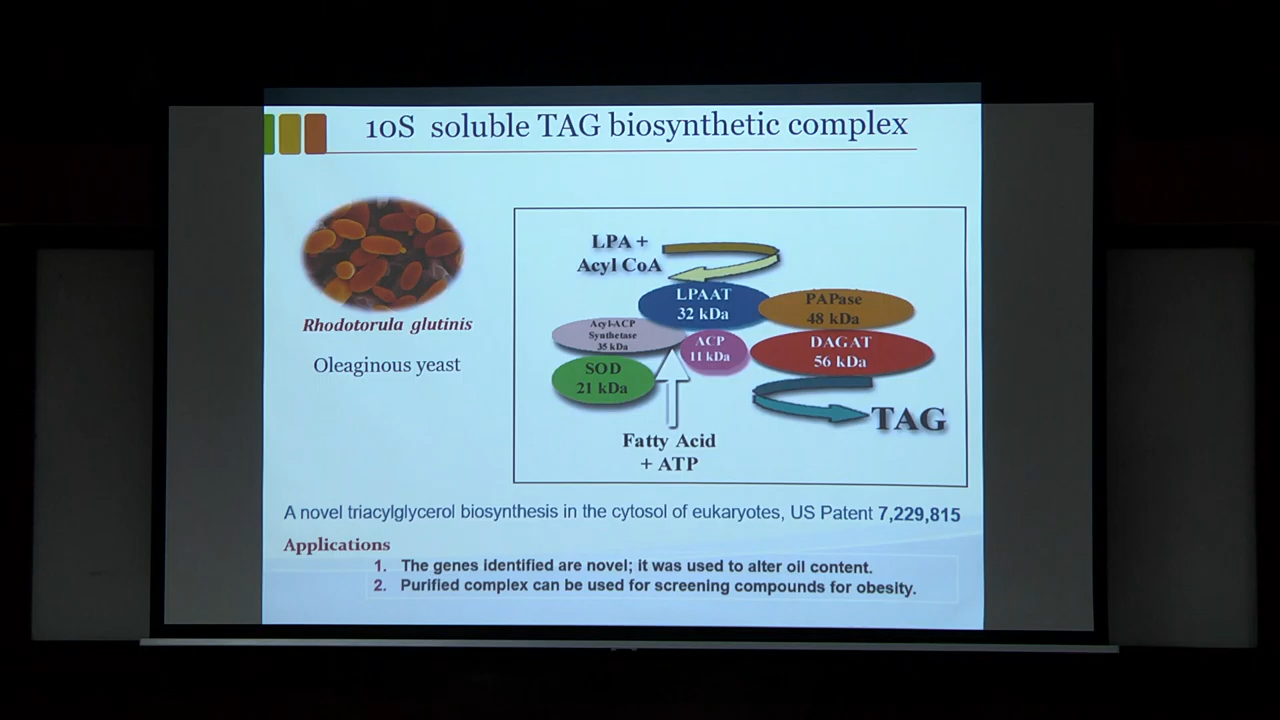 10S soluble TAG biosynthetic complex
Rhodotorula glutinis
Oleaginous yeast
LPA +
Acyl CoA
LPAAT
32 kDa
PAPase
48 kDa
Acyl-ACP
Synthetase
35 kDa
ACP
11 kDa
DAGAT
56 kDa
SOD
21 kDa
TAG
Fatty Acid
+ ATP
A novel triacylglycerol biosynthesis in the cytosol of eukaryotes, US Patent 7,229,815
Applications
1. The genes identified are novel; it was used to alter oil content.
2. Purified complex can be used for screening compounds for obesity.